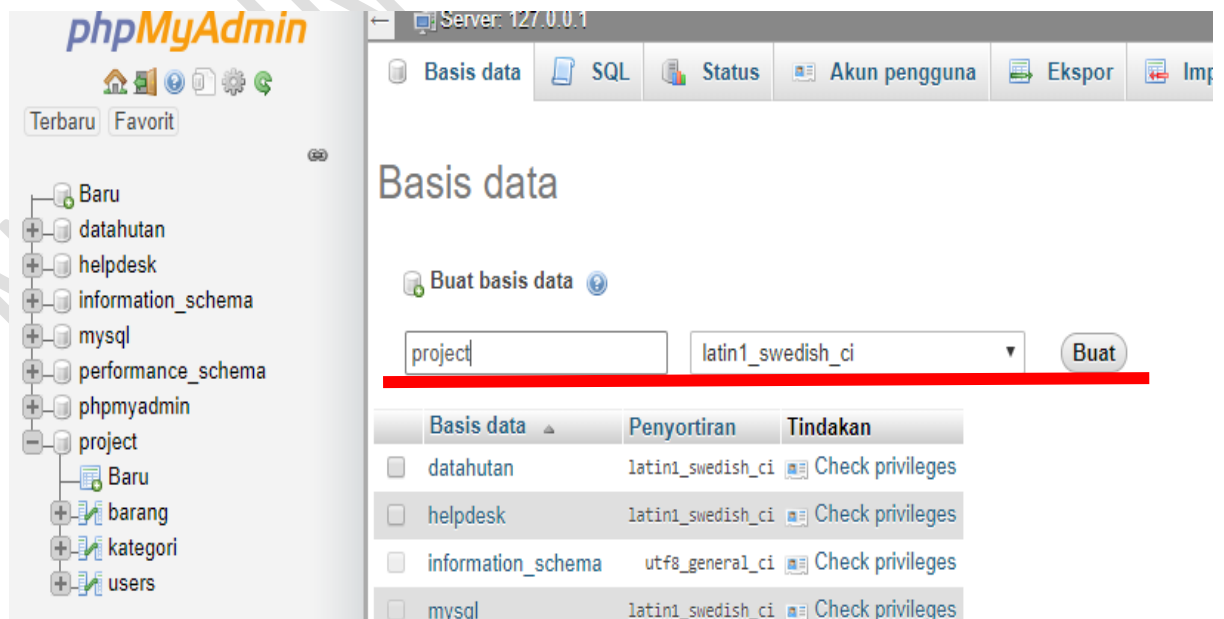 phpMyAdmin
Terbaru Favorit
Baru
datahutan
helpdesk
information_schema
mysql
performance_schema
phpmyadmin
project
Baru
barang
kategori
users
Server: 127.0.0.1
Basis data SQL Status Akun pengguna Ekspor Imp
Basis data
Buat basis data
project latin1_swedish_ci Buat
Basis data Penyortiran Tindakan
datahutan latin1_swedish_ci Check privileges
helpdesk latin1_swedish_ci Check privileges
information_schema utf8_general_ci Check privileges
mysql latin1_swedish_ci Check privileges